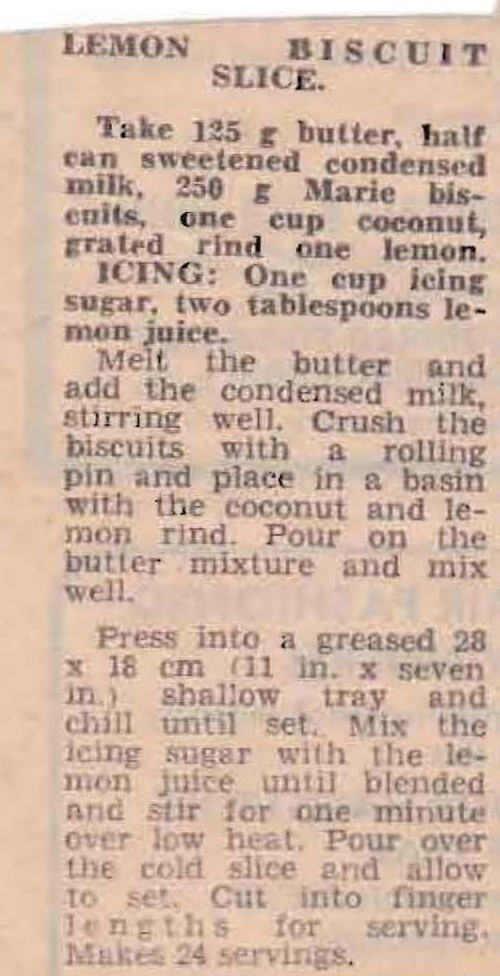 LEMON BISCUIT
SLICE.
Take 125 g butter, half
can sweetened condensed
milk, 250 g Marie bis-
cuits, one cup coconut,
grated rind one lemon.
ICING: One cup icing
sugar, two tablespoons le-
mon juice.
Melt the butter and
add the condensed milk,
stirring well. Crush the
biscuits with a rolling
pin and place in a basin
with the coconut and le-
mon rind. Pour on the
butter mixture and mix
well.
Press into a greased 28
x 18 cm (11 in. x seven
in.) shallow tray and
chill until set. Mix the
icing sugar with the le-
mon juice until blended
and stir for one minute
over low heat. Pour over
the cold slice and allow
to set. Cut into finger
lengths for serving.
Makes 24 servings.